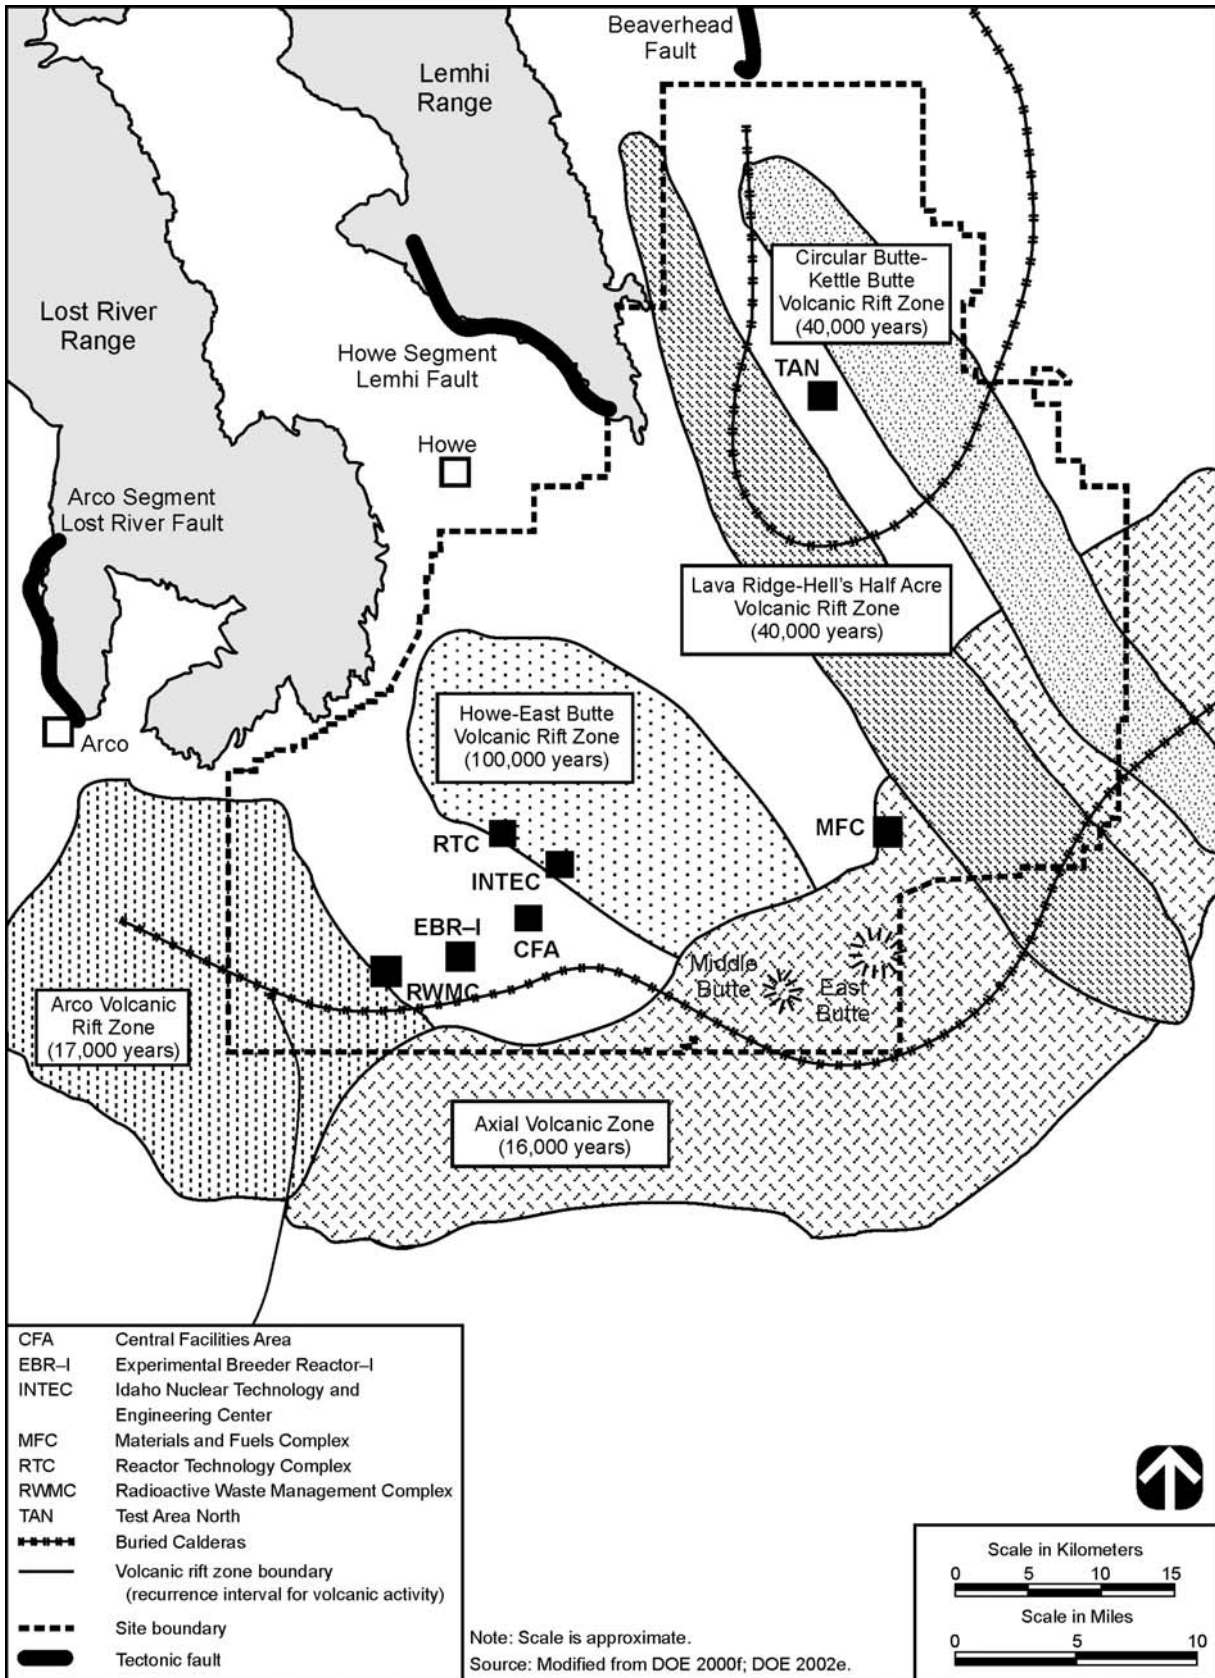 Beaverhead
Fault
Lemhi
Range
Lost River
Range
Circular Butte-
Kettle Butte
Volcanic Rift Zone
(40,000 years)
Howe Segment
Lemhi Fault
TAN
Howe
Arco Segment
Lost River Fault
Lava Ridge-Hell's Half Acre
Volcanic Rift Zone
(40,000 years)
Howe-East Butte
Volcanic Rift Zone
(100,000 years)
Arco
MFC
RTC
INTEC
EBR–I
CFA
RWMC
Middle
Butte
East
Butte
Arco Volcanic
Rift Zone
(17,000 years)
Axial Volcanic Zone
(16,000 years)
CFA Central Facilities Area
EBR–I Experimental Breeder Reactor–I
INTEC Idaho Nuclear Technology and
Engineering Center
MFC Materials and Fuels Complex
RTC Reactor Technology Complex
RWMC Radioactive Waste Management Complex
TAN Test Area North
Buried Calderas
Volcanic rift zone boundary
(recurrence interval for volcanic activity)
Site boundary
Tectonic fault
Note: Scale is approximate.
Source: Modified from DOE 2000f; DOE 2002e.
Scale in Kilometers
0 5 10 15
Scale in Miles
0 5 10